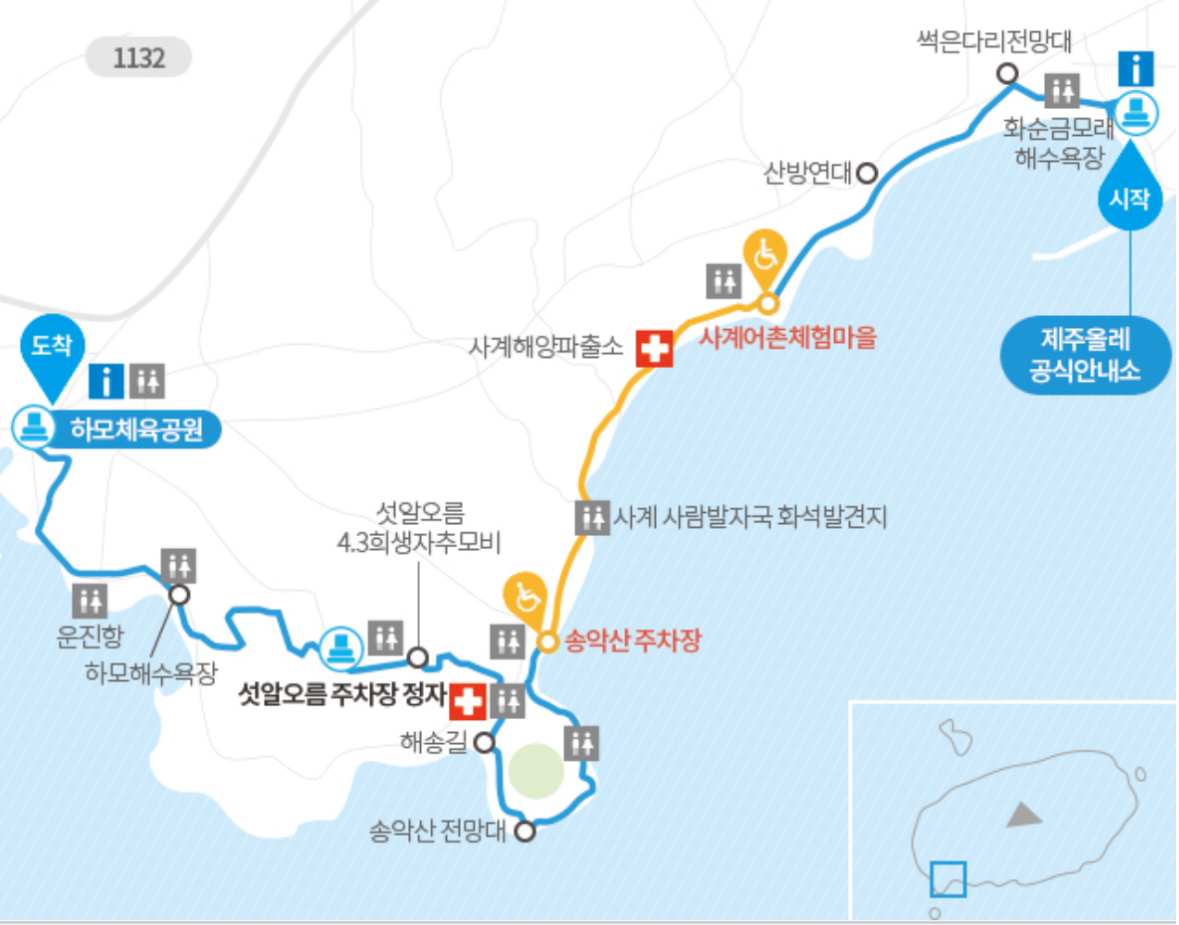 1132
썩은다리전망대
화순금모래
해수욕장
시작
산방연대
제주올레
공식안내소
사계어촌체험마을
사계해양파출소
도착
하모체육공원
사계 사람발자국 화석발견지
섯알오름
4.3희생자추모비
송악산 주차장
운진항
하모해수욕장
섯알오름 주차장 정자
해송길
송악산 전망대